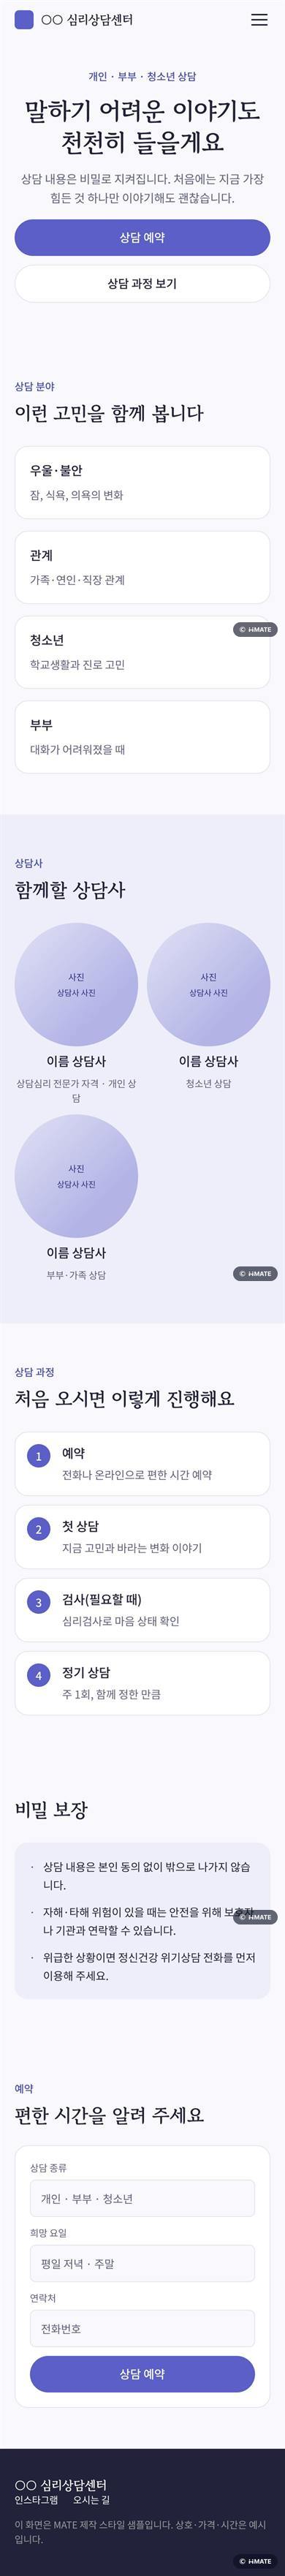 ○○ 심리상담센터
개인 · 부부 · 청소년 상담
말하기 어려운 이야기도
천천히 들을게요
상담 내용은 비밀로 지켜집니다. 처음에는 지금 가장
힘든 것 하나만 이야기해도 괜찮습니다.
상담 예약
상담 과정 보기
상담 분야
이런 고민을 함께 봅니다
우울·불안
잠, 식욕, 의욕의 변화
관계
가족·연인·직장 관계
© MATE
청소년
학교생활과 진로 고민
부부
대화가 어려워졌을 때
상담사
함께할 상담사
사진 사진
상담사 사진 상담사 사진
이름 상담사 이름 상담사
상담심리 전문가 자격 · 개인 상 청소년 상담
담
사진
상담사 사진
이름 상담사
부부·가족 상담
© MATE
상담 과정
처음 오시면 이렇게 진행해요
1 예약
전화나 온라인으로 편한 시간 예약
2 첫 상담
지금 고민과 바라는 변화 이야기
3 검사(필요할 때)
심리검사로 마음 상태 확인
4 정기 상담
주 1회, 함께 정한 만큼
비밀 보장
· 상담 내용은 본인 동의 없이 밖으로 나가지 않습
니다.
· 자해·타해 위험이 있을 때는 안전을 위해 보호자
© MATE
나 기관과 연락할 수 있습니다.
· 위급한 상황이면 정신건강 위기상담 전화를 먼저
이용해 주세요.
예약
편한 시간을 알려 주세요
상담 종류
개인 · 부부 · 청소년
희망 요일
평일 저녁 · 주말
연락처
전화번호
상담 예약
○○ 심리상담센터
인스타그램 오시는 길
이 화면은 MATE 제작 스타일 샘플입니다. 상호·가격·시간은 예시
입니다.
© MATE